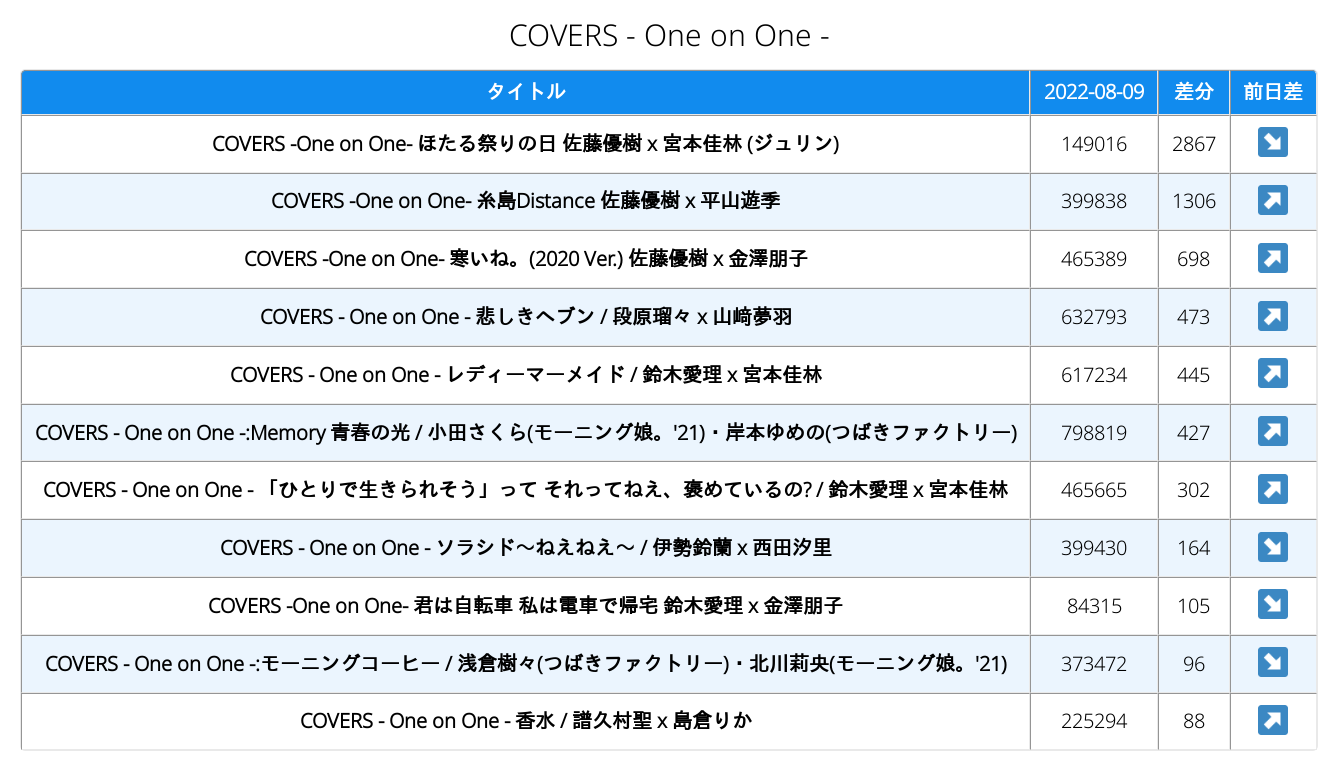 COVERS - One on One -
タイトル 2022-08-09 差分 前日差
COVERS -One on One- ほたる祭りの日 佐藤優樹 x 宮本佳林 (ジュリン) 149016 2867
COVERS -One on One- 糸島Distance 佐藤優樹 x 平山遊季 399838 1306
COVERS -One on One- 寒いね。(2020 Ver.) 佐藤優樹 x 金澤朋子 465389 698
COVERS - One on One - 悲しきヘブン / 段原瑠々 x 山﨑夢羽 632793 473
COVERS - One on One - レディーマーメイド / 鈴木愛理 x 宮本佳林 617234 445
COVERS - One on One -:Memory 青春の光 / 小田さくら(モーニング娘。'21)・岸本ゆめの(つばきファクトリー) 798819 427
COVERS - One on One - 「ひとりで生きられそう」って それってねえ、褒めているの? / 鈴木愛理 x 宮本佳林 465665 302
COVERS - One on One - ソラシド〜ねえねえ〜 / 伊勢鈴蘭 x 西田汐里 399430 164
COVERS -One on One- 君は自転車 私は電車で帰宅 鈴木愛理 x 金澤朋子 84315 105
COVERS - One on One -:モーニングコーヒー / 浅倉樹々(つばきファクトリー)・北川莉央(モーニング娘。'21) 373472 96
COVERS - One on One - 香水 / 譜久村聖 x 島倉りか 225294 88